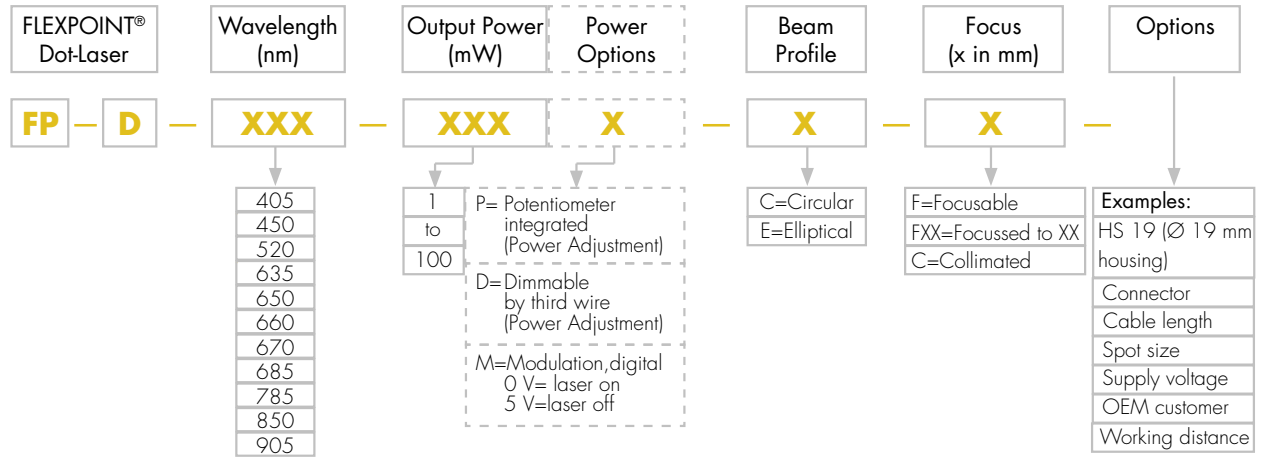 FLEXPOINT®
Dot-Laser
Wavelength
(nm)
Output Power
(mW)
Power
Options
Beam
Profile
Focus
(x in mm)
Options
FP – D – XXX – XXX X – X – X –
405
450
520
635
650
660
670
685
785
850
905
1
to
100
P= Potentiometer
integrated
(Power Adjustment)
D=Dimmable
by third wire
(Power Adjustment)
M=Modulation,digital
0 V= laser on
5 V=laser off
C=Circular
E=Elliptical
F=Focusable
FXX=Focussed to XX
C=Collimated
Examples:
HS 19 (Ø 19 mm
housing)
Connector
Cable length
Spot size
Supply voltage
OEM customer
Working distance